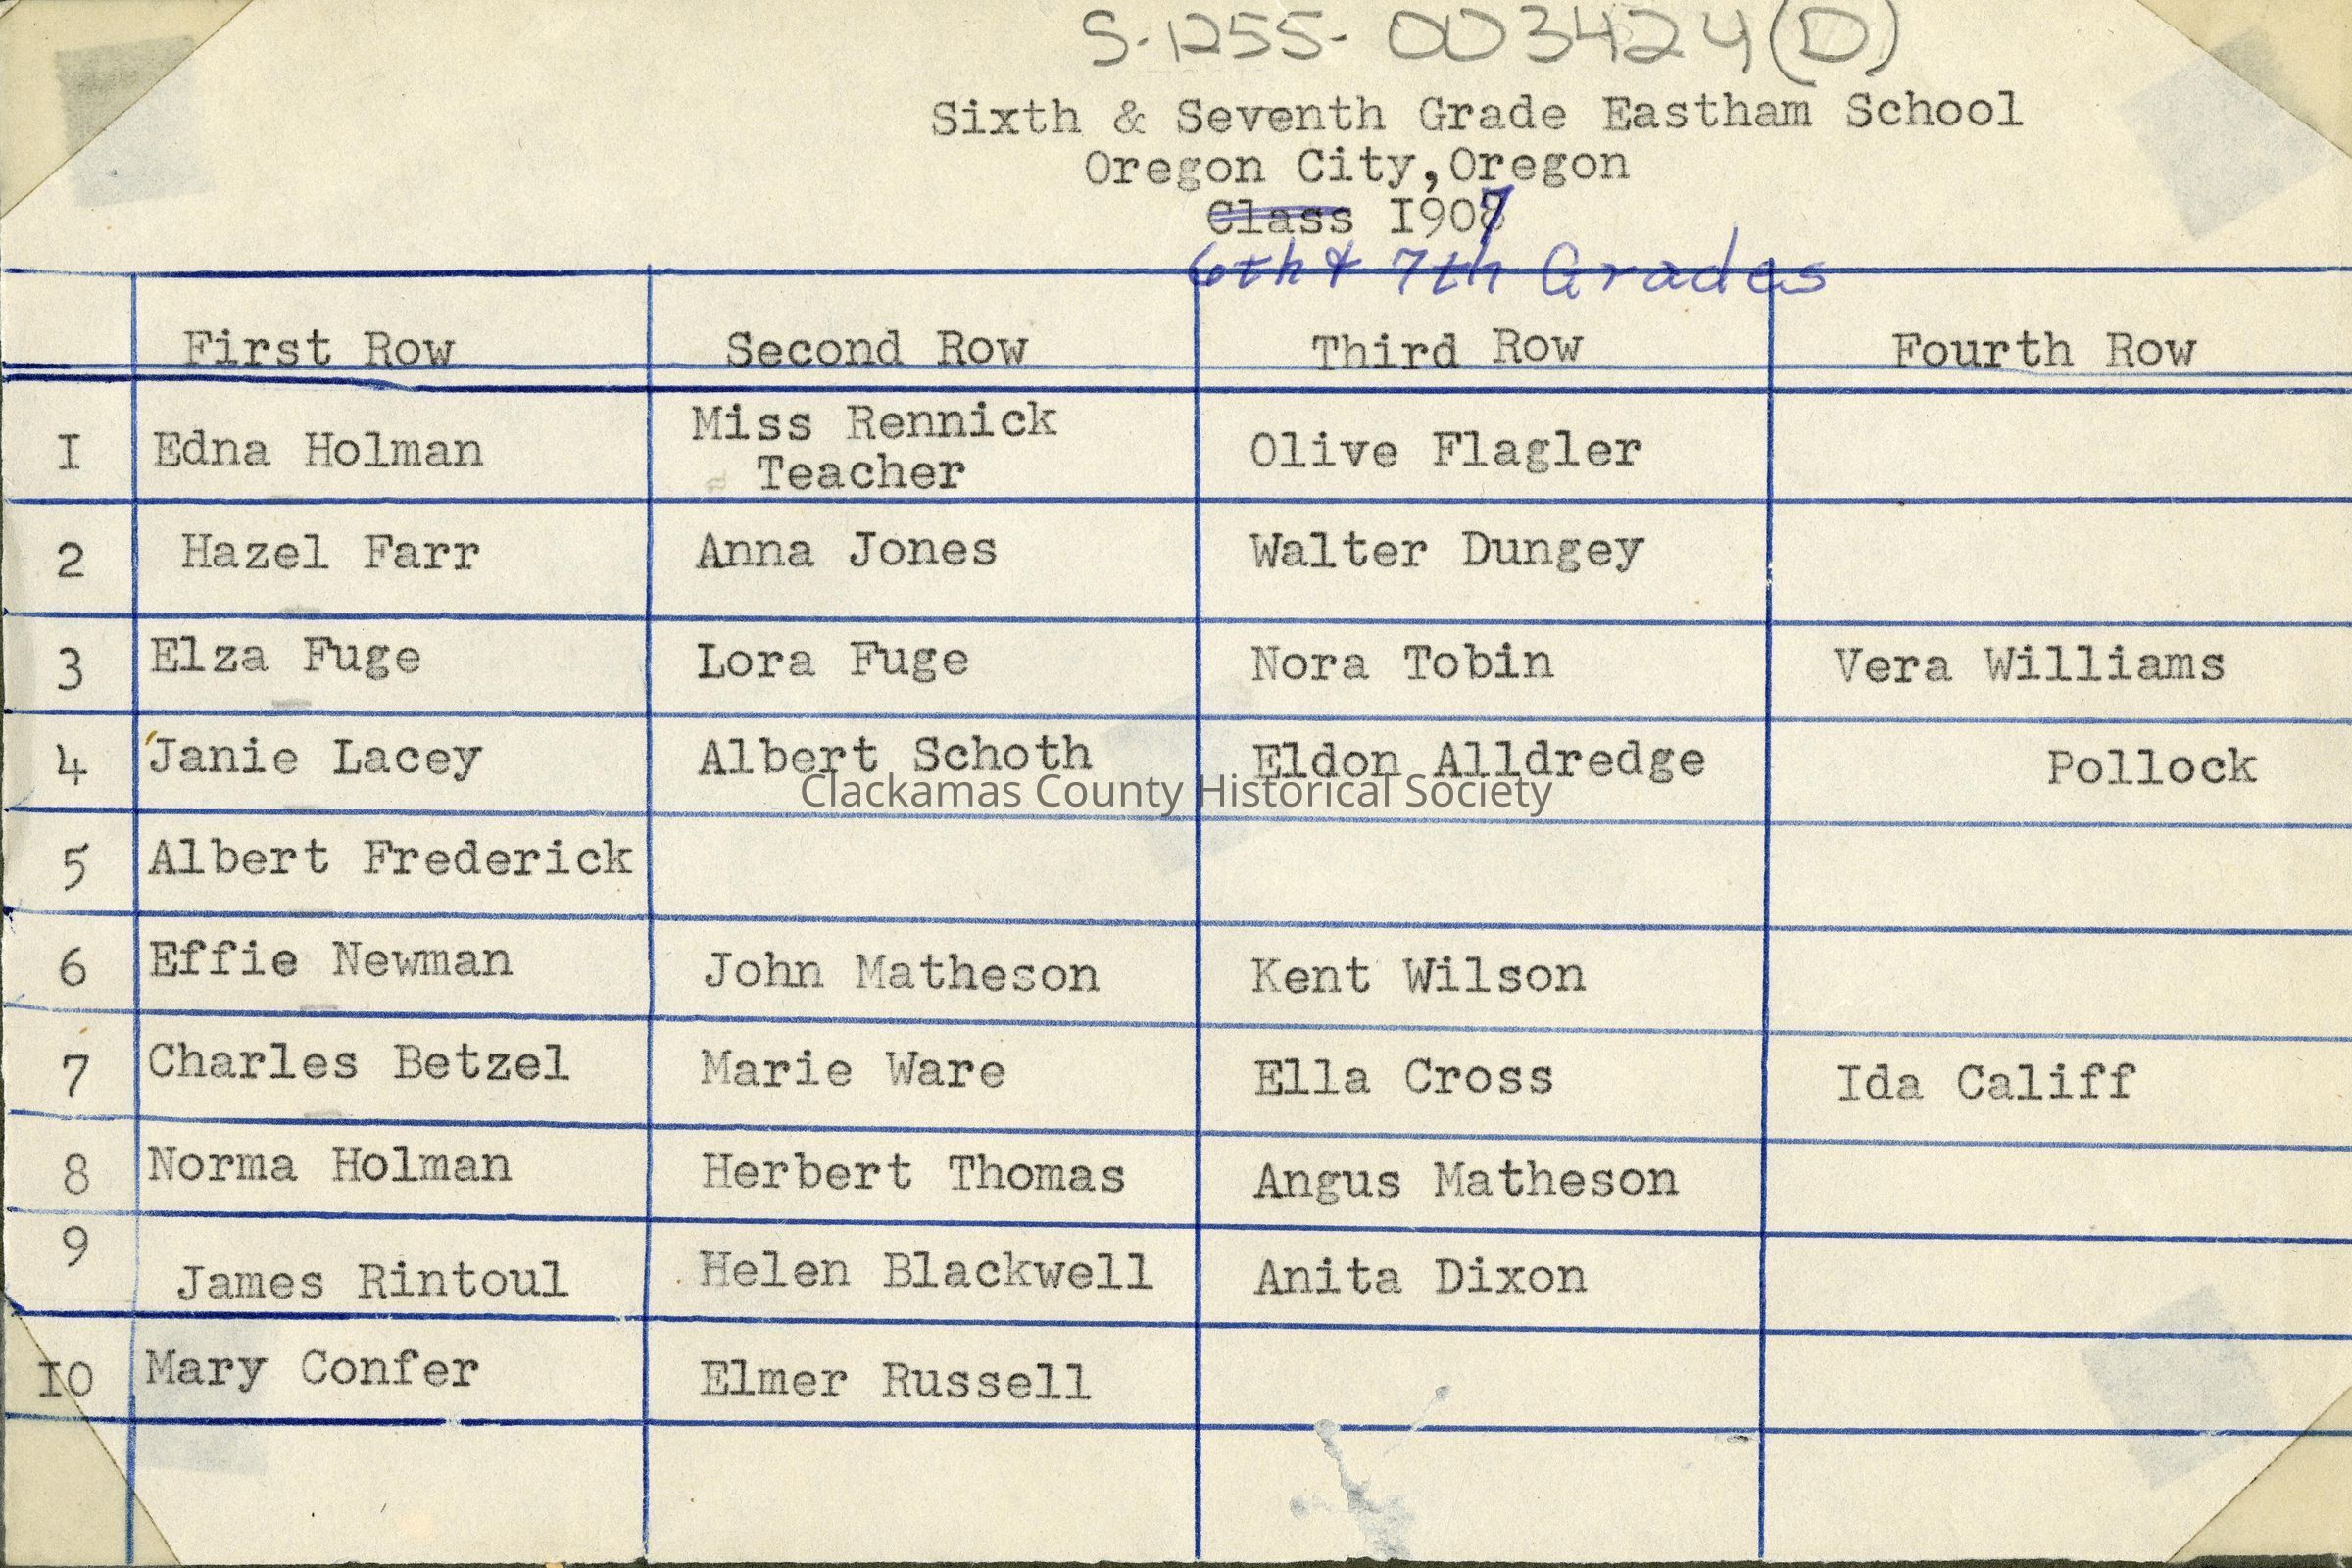 S-1255-003424(D)
Sixth & Seventh Grade Eastham School
Oregon City,Oregon
Class I907
6th & 7th Grades
First Row Second Row Third Row Fourth Row
I Edna Holman Miss Rennick Teacher Olive Flagler
2 Hazel Farr Anna Jones Walter Dungey
3 Elza Fuge Lora Fuge Nora Tobin Vera Williams
4 Janie Lacey Albert Schoth Eldon Alldredge Pollock
Clackamas County Historical Society
5 Albert Frederick
6 Effie Newman John Matheson Kent Wilson
7 Charles Betzel Marie Ware Ella Cross Ida Califf
8 Norma Holman Herbert Thomas Angus Matheson
9 James Rintoul Helen Blackwell Anita Dixon
I0 Mary Confer Elmer Russell